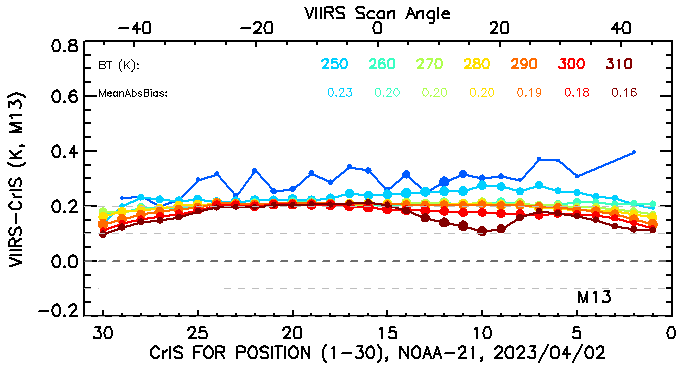 VIIRS Scan Angle
−40 −20 0 20 40
0.8
BT (K): 250 260 270 280 290 300 310
MeanAbsBias: 0.23 0.20 0.20 0.20 0.19 0.18 0.16
0.6
0.4
0.2
0.0
−0.2
VIIRS−CrIS (K, M13)
M13
30 25 20 15 10 5 0
CrIS FOR POSITION (1−30), NOAA−21, 2023/04/02